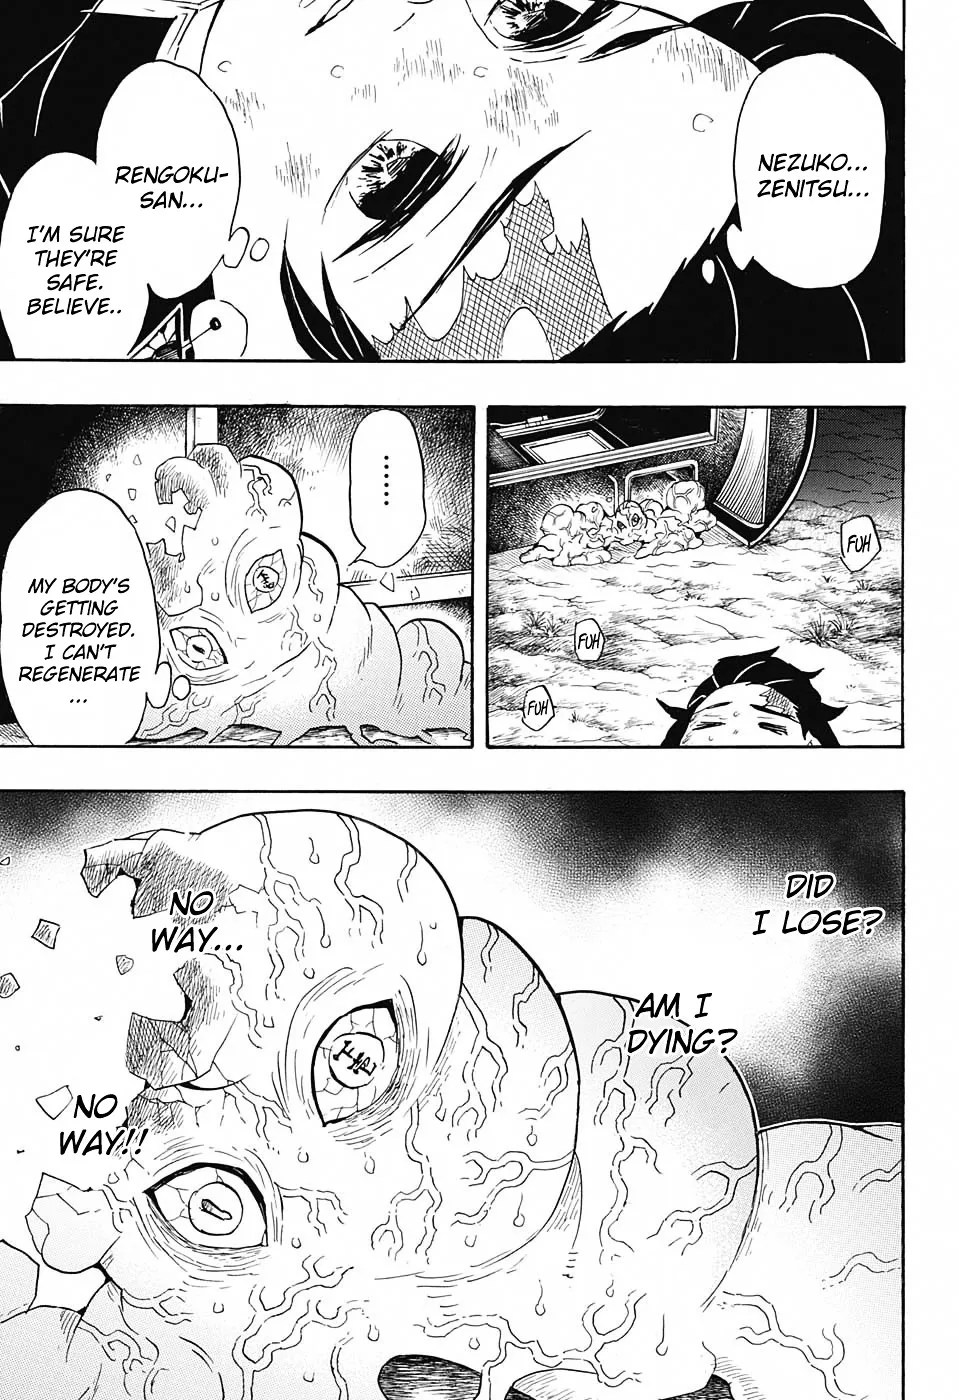 NEZUKO...
ZENITSU...
RENGOKU-
SAN...
I'M SURE
THEY'RE
SAFE.
BELIEVE..
FUH
FUH
FUH
......
MY BODY'S
GETTING
DESTROYED.
I CAN'T
REGENERATE
...
DID
I LOSE?
AM I
DYING?
NO
WAY...
NO
WAY!!